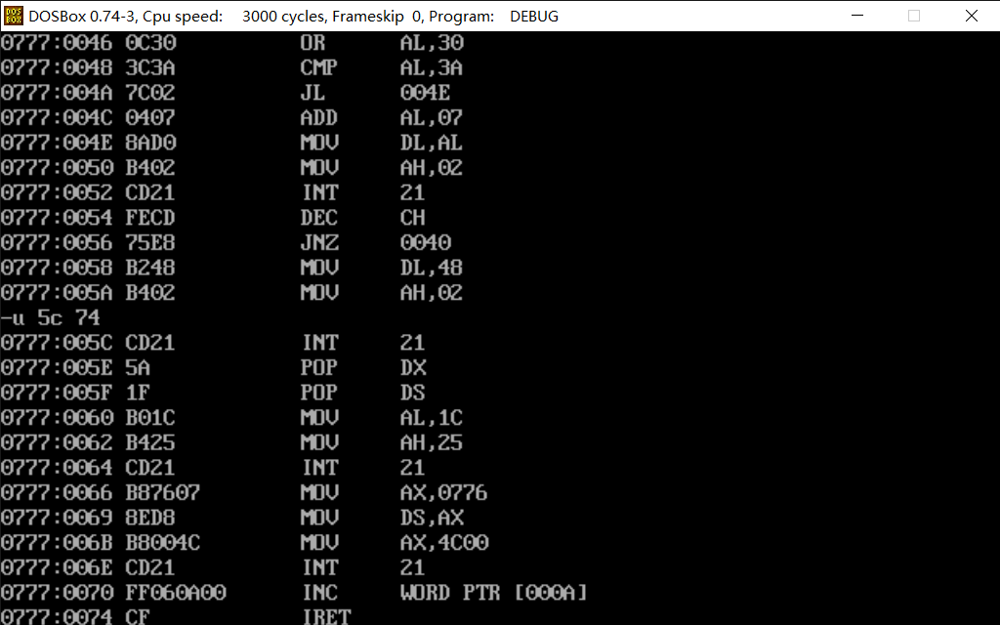 DOSBox 0.74-3, Cpu speed: 3000 cycles, Frameskip 0, Program: DEBUG
0777:0046 0C30 OR AL,30
0777:0048 3C3A CMP AL,3A
0777:004A 7C02 JL 004E
0777:004C 0407 ADD AL,07
0777:004E 8AD0 MOV DL,AL
0777:0050 B402 MOV AH,02
0777:0052 CD21 INT 21
0777:0054 FECD DEC CH
0777:0056 75E8 JNZ 0040
0777:0058 B248 MOV DL,48
0777:005A B402 MOV AH,02
-u 5c 74
0777:005C CD21 INT 21
0777:005E 5A POP DX
0777:005F 1F POP DS
0777:0060 B01C MOV AL,1C
0777:0062 B425 MOV AH,25
0777:0064 CD21 INT 21
0777:0066 B87607 MOV AX,0776
0777:0069 8ED8 MOV DS,AX
0777:006B B8004C MOV AX,4C00
0777:006E CD21 INT 21
0777:0070 FF060A00 INC WORD PTR [000A]
0777:0074 CF IRET